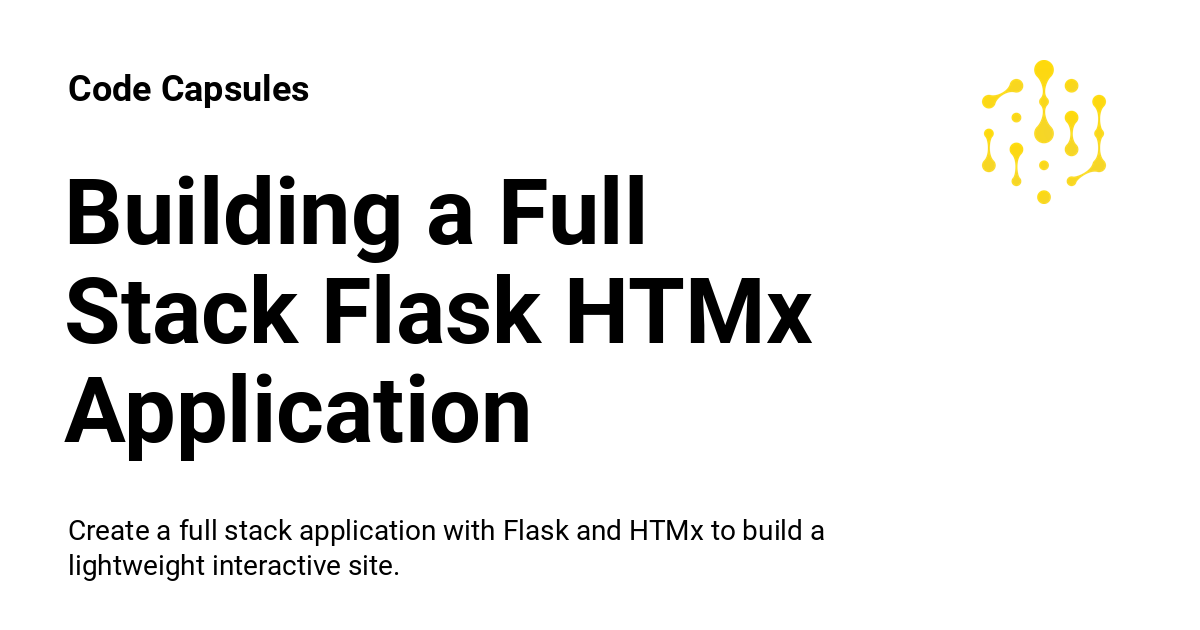 Code Capsules
Building a Full
Stack Flask HTMx
Application
Create a full stack application with Flask and HTMx to build a
lightweight interactive site.